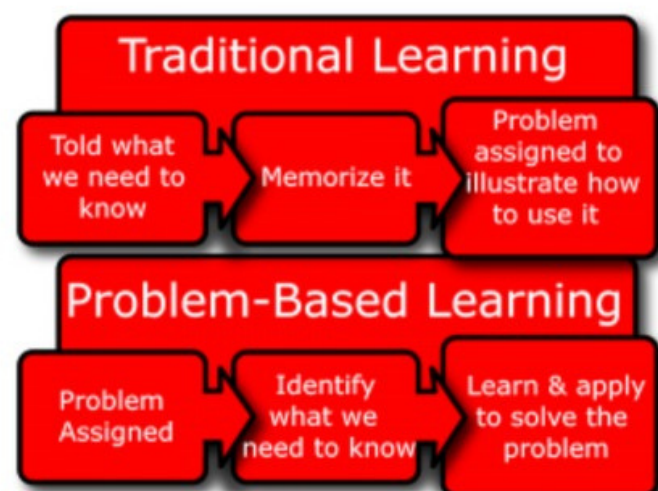 Traditional Learning
Told what
we need to
know
Memorize it
Problem
assigned to
illustrate how
to use it
Problem-Based Learning
Problem
Assigned
Identify
what we
need to know
Learn & apply
to solve the
problem